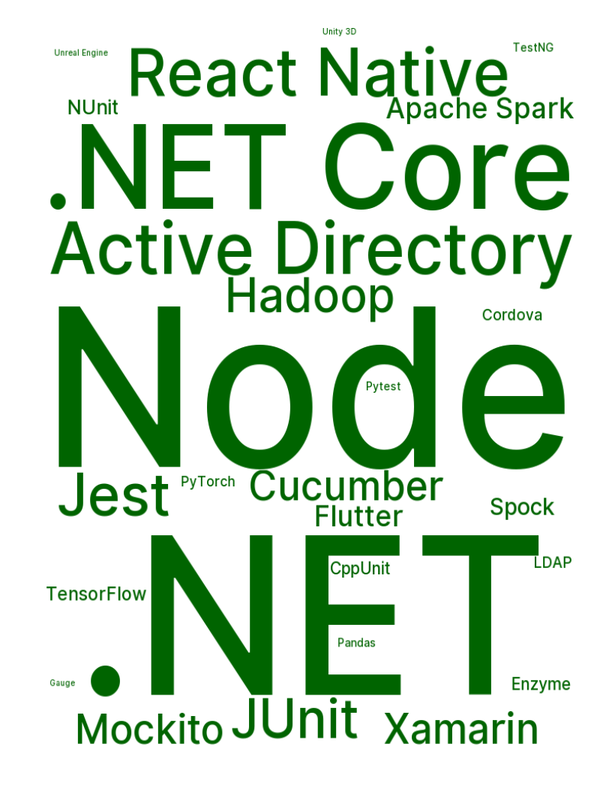 Unity 3D
TestNG
Unreal Engine
React Native
NUnit
Apache Spark
.NET Core
Active Directory
Hadoop
Cordova
Node
Pytest
Jest
PyTorch
Cucumber
Spock
Flutter
.NET
LDAP
CppUnit
TensorFlow
Pandas
Gauge
Enzyme
JUnit
Mockito
Xamarin